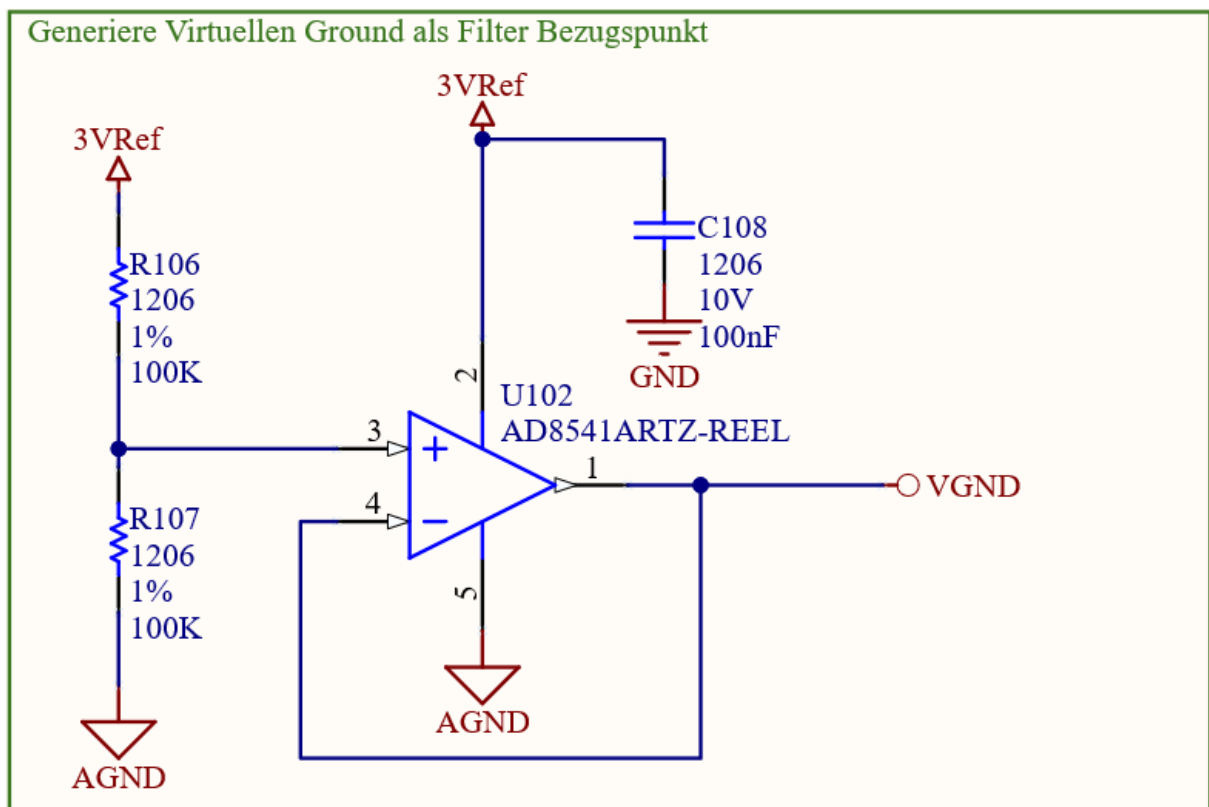 Generiere Virtuellen Ground als Filter Bezugspunkt
3VRef
3VRef
R106
1206
1%
100K
C108
1206
10V
100nF
GND
2
U102
AD8541ARTZ-REEL
3
+
1
VGND
4
−
R107
1206
1%
100K
5
AGND
AGND